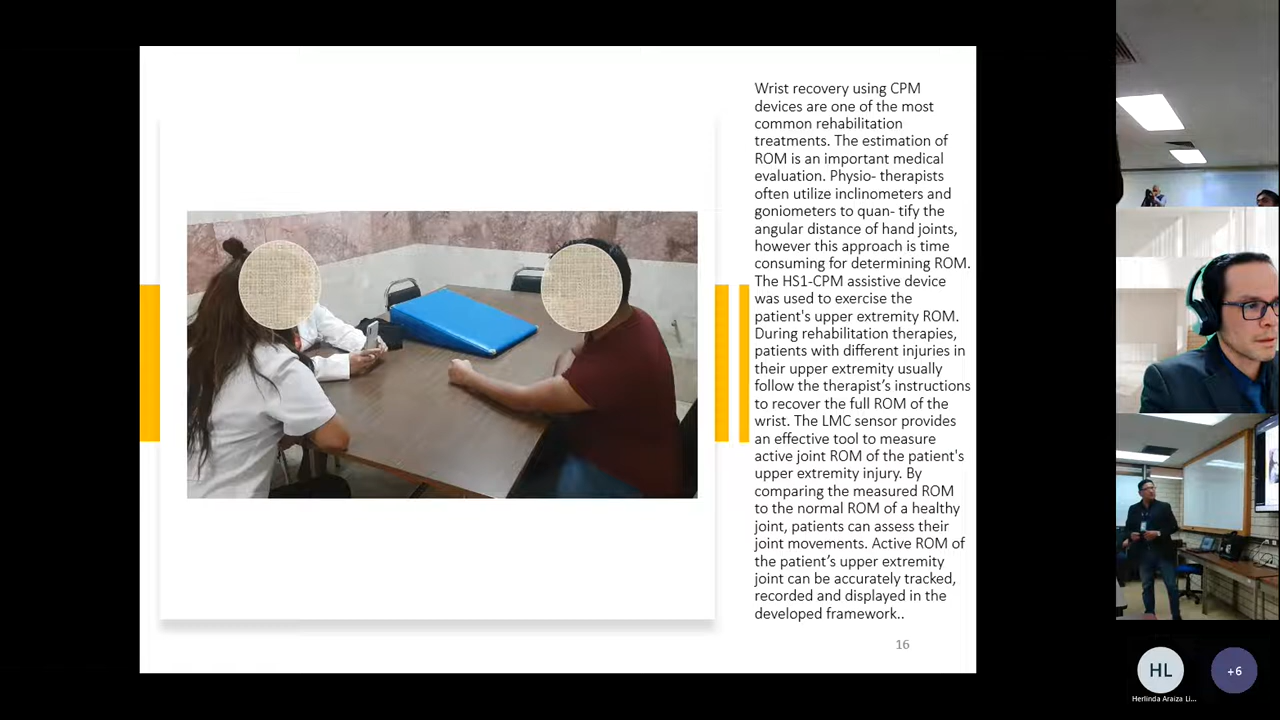 Wrist recovery using CPM
devices are one of the most
common rehabilitation
treatments. The estimation of
ROM is an important medical
evaluation. Physio- therapists
often utilize inclinometers and
goniometers to quan- tify the
angular distance of hand joints,
however this approach is time
consuming for determining ROM.
The HS1-CPM assistive device
was used to exercise the
patient's upper extremity ROM.
During rehabilitation therapies,
patients with different injuries in
their upper extremity usually
follow the therapist’s instructions
to recover the full ROM of the
wrist. The LMC sensor provides
an effective tool to measure
active joint ROM of the patient's
upper extremity injury. By
comparing the measured ROM
to the normal ROM of a healthy
joint, patients can assess their
joint movements. Active ROM of
the patient’s upper extremity
joint can be accurately tracked,
recorded and displayed in the
developed framework..
16
HL
+6
Herlinda Araiza Li...